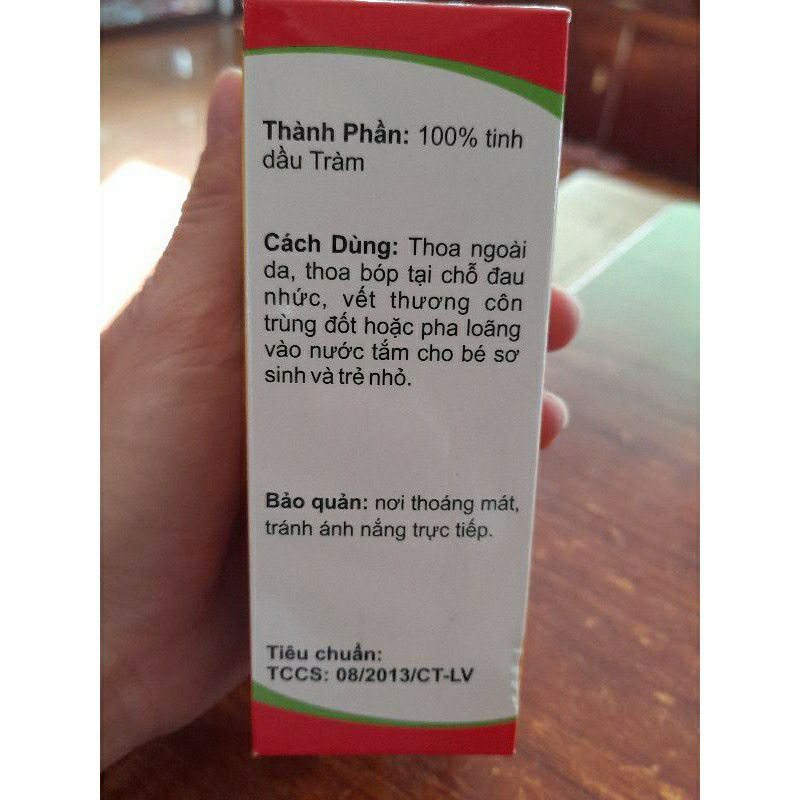 Thành Phần: 100% tinh
dầu Tràm
Cách Dùng: Thoa ngoài
da, thoa bóp tại chỗ đau
nhức, vết thương côn
trùng đốt hoặc pha loãng
vào nước tắm cho bé sơ
sinh và trẻ nhỏ.
Bảo quản: nơi thoáng mát,
tránh ánh nắng trực tiếp.
Tiêu chuẩn:
TCCS: 08/2013/CT-LV